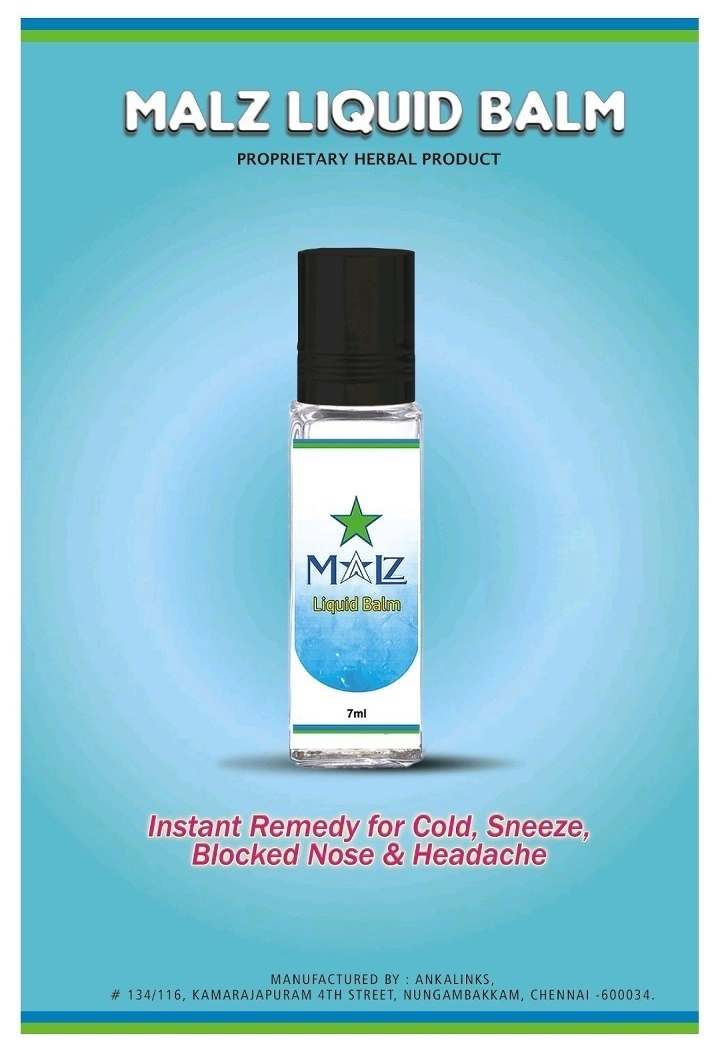 MALZ LIQUID BALM
PROPRIETARY HERBAL PRODUCT
MALZ
Liquid Balm
7ml
Instant Remedy for Cold, Sneeze,
Blocked Nose & Headache
MANUFACTURED BY : ANKALINKS,
# 134/116, KAMARAJAPURAM 4TH STREET, NUNGAMBAKKAM, CHENNAI -600034.